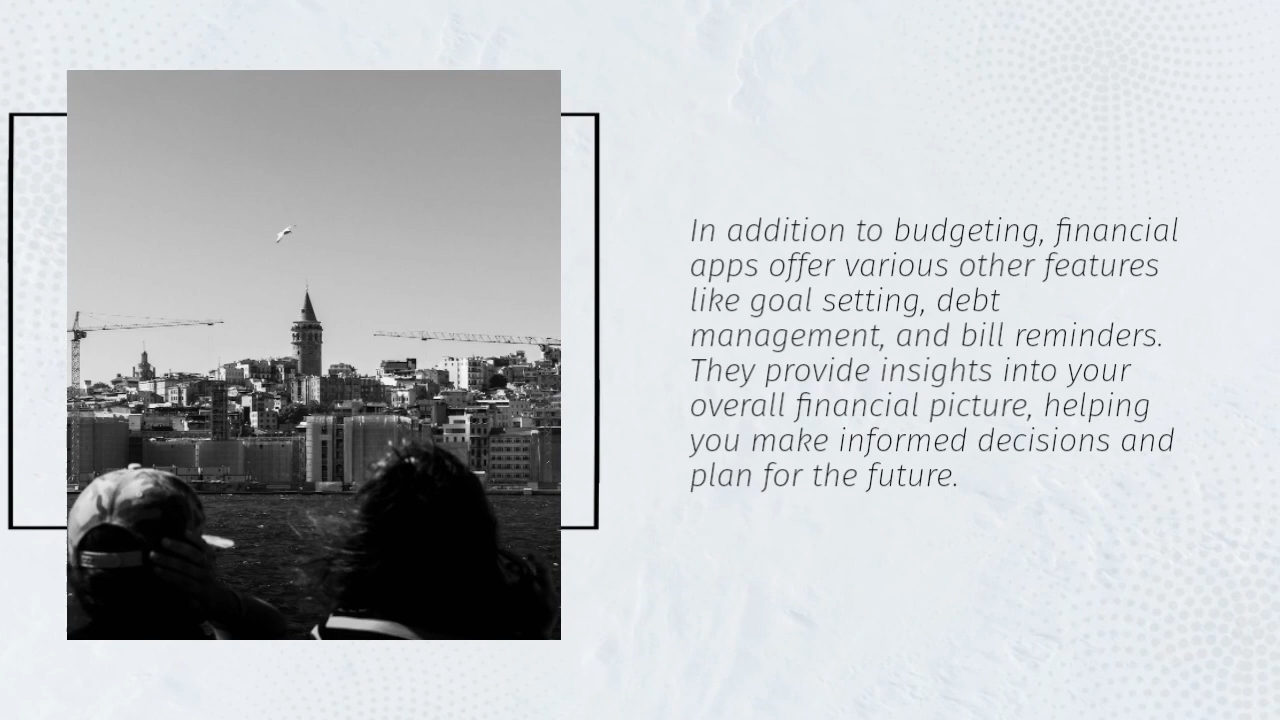 In addition to budgeting, financial
apps offer various other features
like goal setting, debt
management, and bill reminders.
They provide insights into your
overall financial picture, helping
you make informed decisions and
plan for the future.